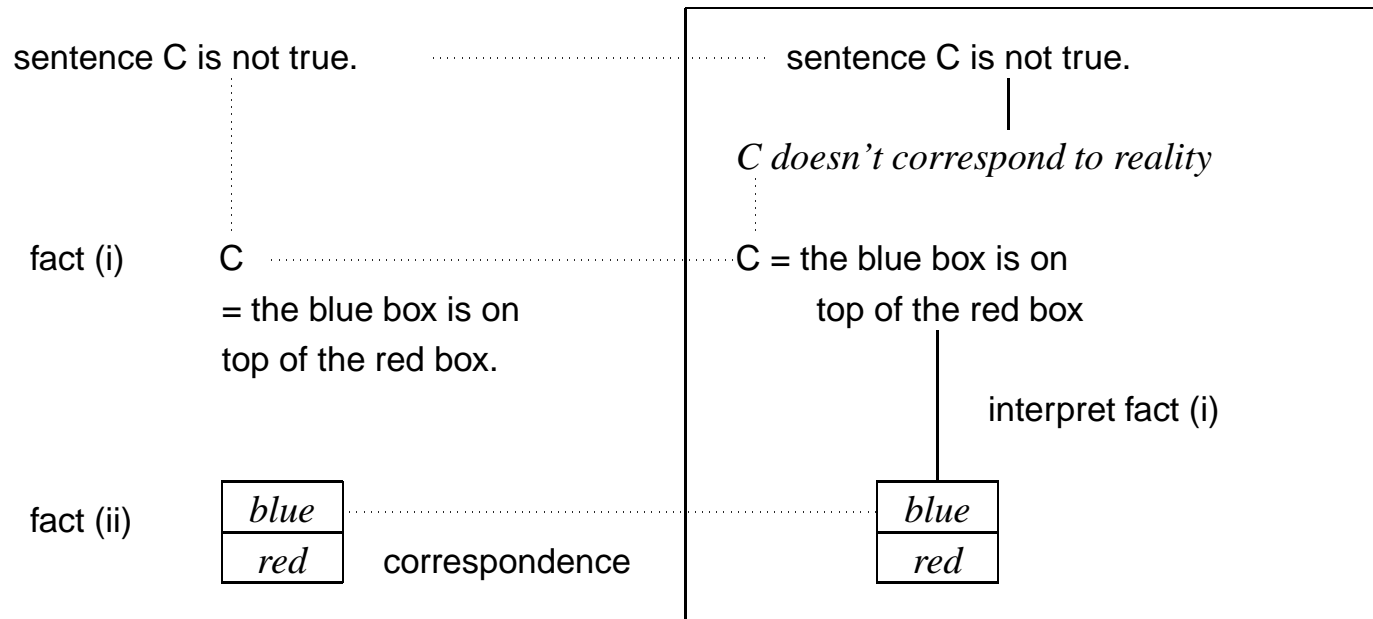 sentence C is not true.
sentence C is not true.
C doesn't correspond to reality
fact (i)
C
= the blue box is on
top of the red box.
C = the blue box is on
top of the red box
interpret fact (i)
fact (ii)
blue
red
correspondence
blue
red